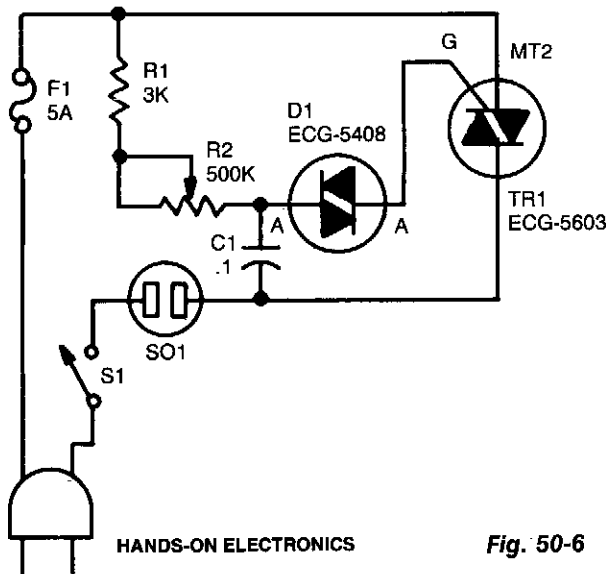 G
MT2
F1
5A
R1
3K
D1
ECG-5408
R2
500K
A
A
TR1
ECG-5603
C1
.1
SO1
S1
HANDS-ON ELECTRONICS
Fig. 50-6